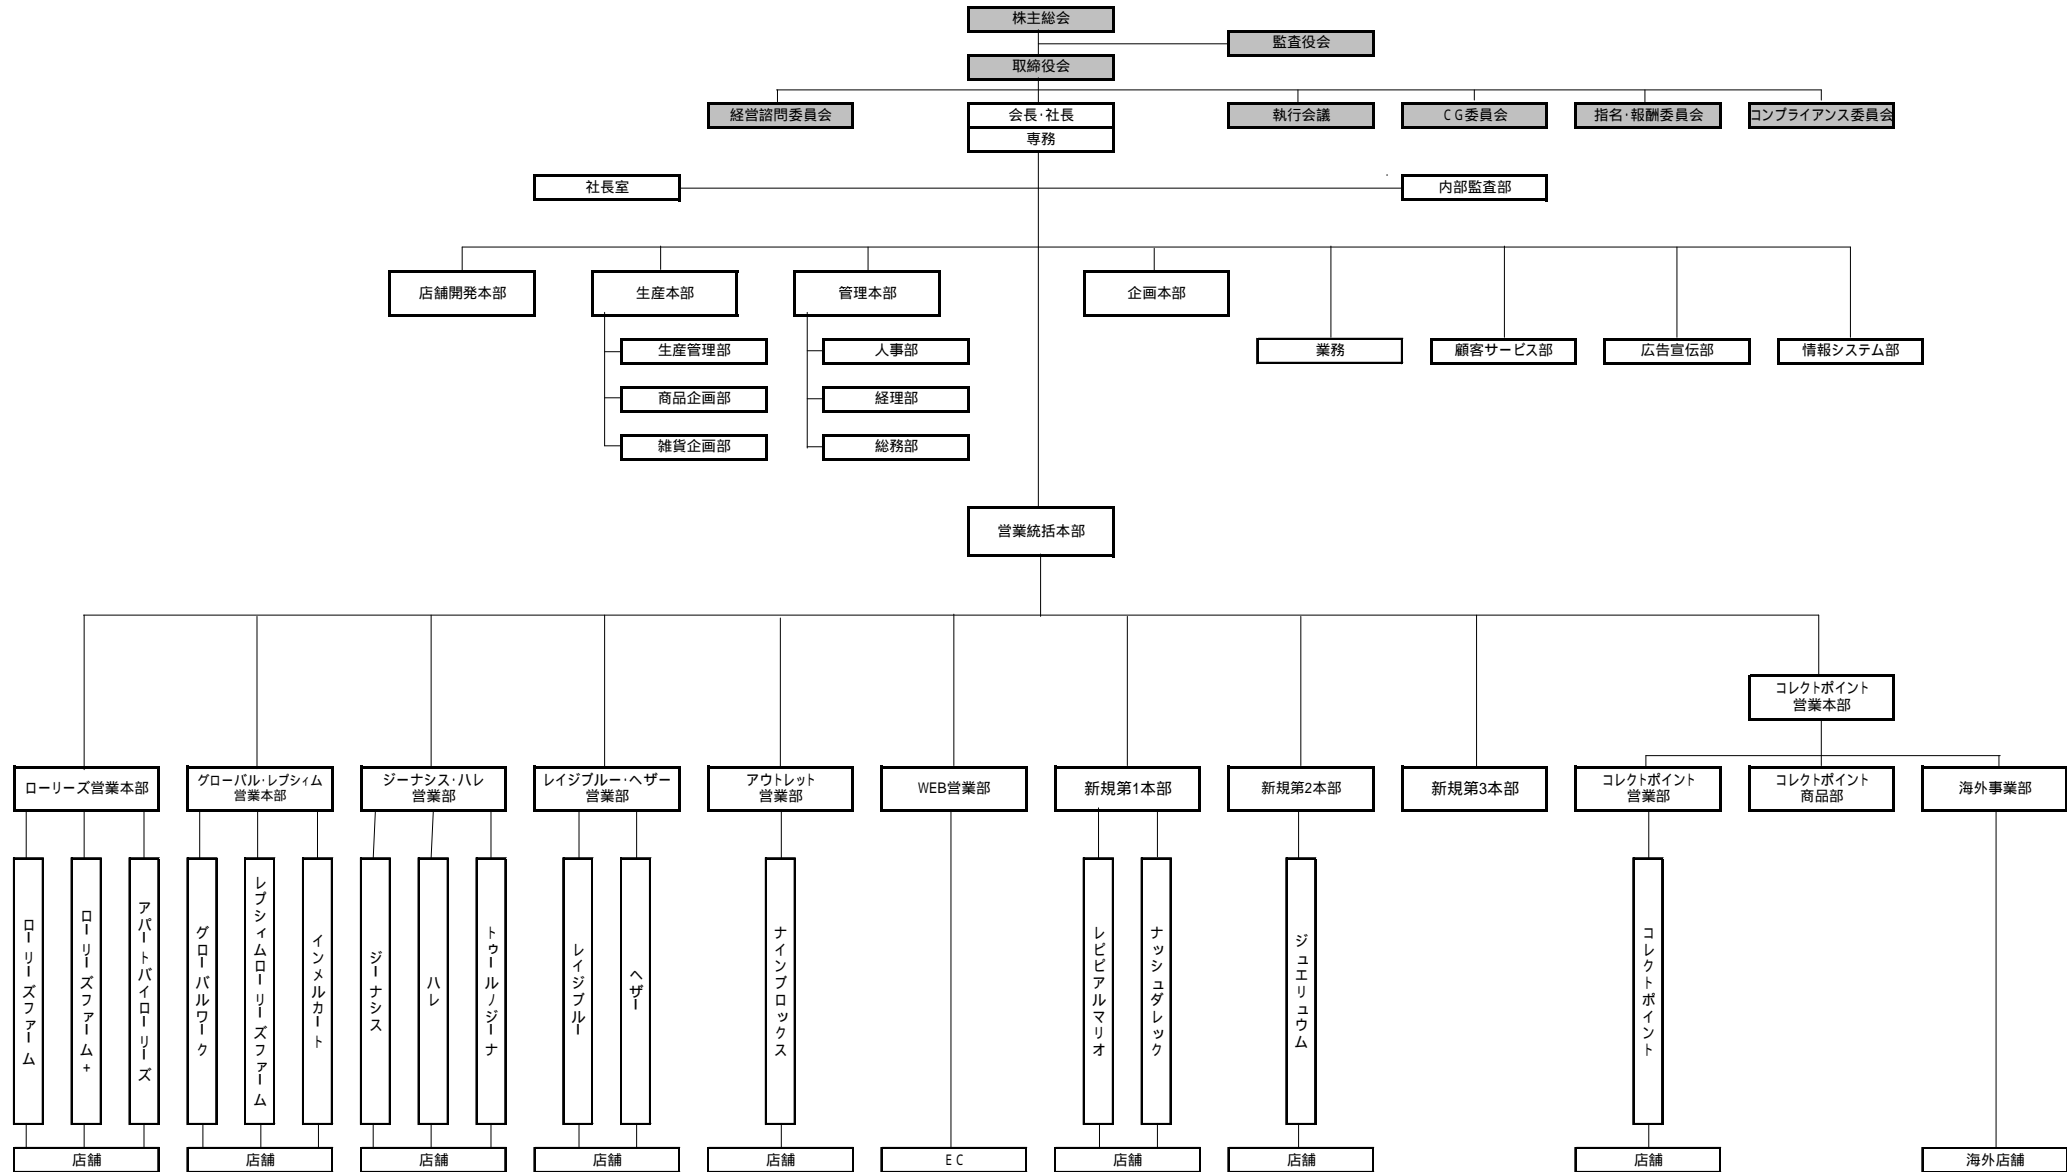 株主総会
監査役会
取締役会
経営諮問委員会
会長･社長
執行会議
CG委員会
指名･報酬委員会
コンプライアンス委員会
専務
社長室
内部監査部
店舗開発本部
生産本部
管理本部
企画本部
生産管理部
人事部
業務
顧客サービス部
広告宣伝部
情報システム部
商品企画部
経理部
雑貨企画部
総務部
営業統括本部
コレクトポイント
営業本部
ローリーズ営業本部
グローバル･レプシィム
営業本部
ジーナシス･ハレ
営業部
レイジブルー･ヘザー
営業部
アウトレット
営業部
WEB営業部
新規第1本部
新規第2本部
新規第3本部
コレクトポイント
営業部
コレクトポイント
商品部
海外事業部
ローリーズファーム
ローリーズファーム+
アパートバイローリーズ
グローバルワーク
レプシィムローリーズファーム
インメルカート
ジーナシス
ハレ
トゥールノジーナ
レイジブルー
ヘザー
ナインブロックス
レピピアルマリオ
ナッシュダレック
ジュエリュウム
コレクトポイント
店舗
店舗
店舗
店舗
店舗
EC
店舗
店舗
店舗
海外店舗